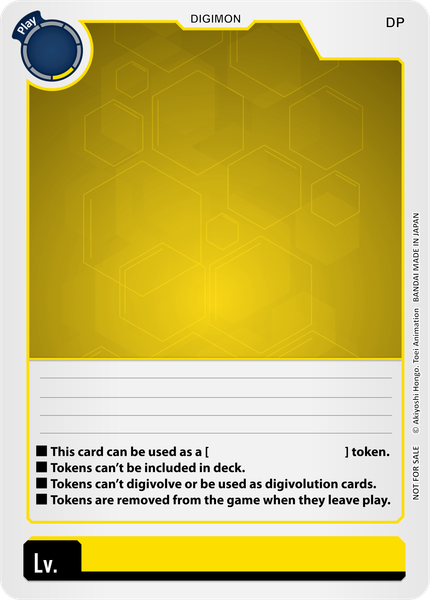 Play
DIGIMON
DP
■ This card can be used as a [ ] token.
■ Tokens can't be included in deck.
■ Tokens can't digivolve or be used as digivolution cards.
■ Tokens are removed from the game when they leave play.
NOT FOR SALE © Akiyoshi Hongo, Toei Animation BANDAI MADE IN JAPAN
Lv.